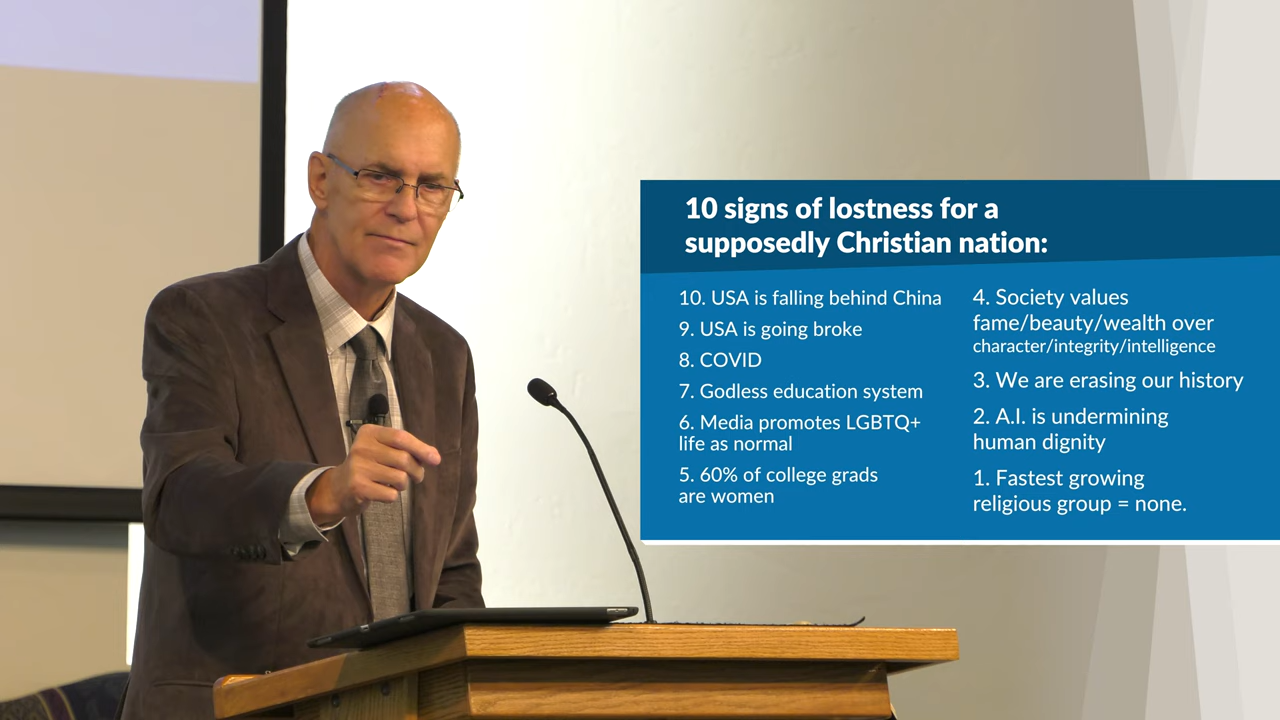 10 signs of lostness for a
supposedly Christian nation:
10. USA is falling behind China
9. USA is going broke
8. COVID
7. Godless education system
6. Media promotes LGBTQ+
life as normal
5. 60% of college grads
are women
4. Society values
fame/beauty/wealth over
character/integrity/intelligence
3. We are erasing our history
2. A.I. is undermining
human dignity
1. Fastest growing
religious group = none.